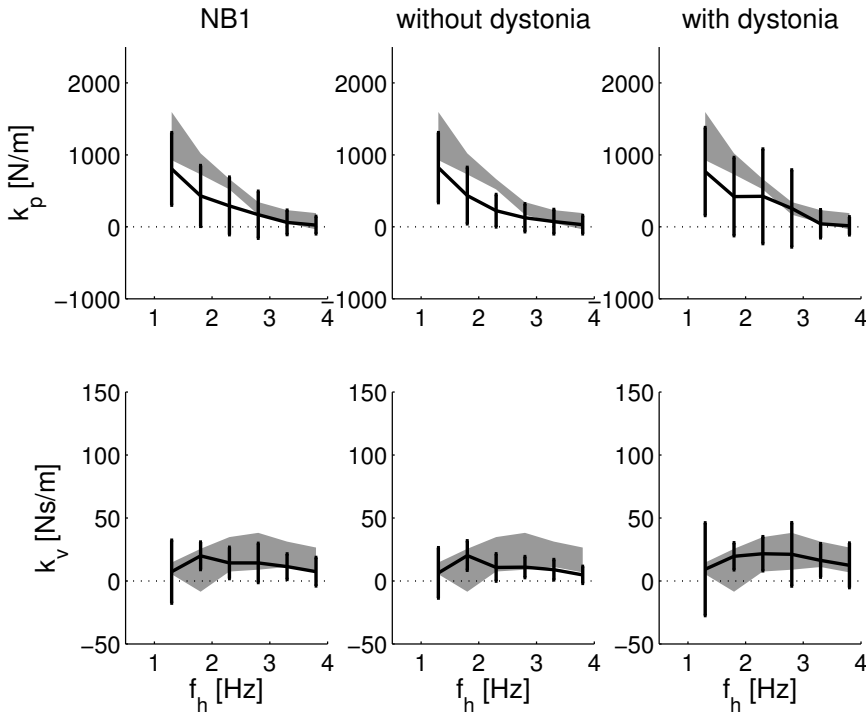 NB1 without dystonia with dystonia
k_p [N/m]
2000 2000 2000
1000 1000 1000
0 0 0
−1000 −1000 −1000
1 2 3 4 1 2 3 4 1 2 3 4
k_v [Ns/m]
150 150 150
100 100 100
50 50 50
0 0 0
−50 −50 −50
1 2 3 4 1 2 3 4 1 2 3 4
f_h [Hz] f_h [Hz] f_h [Hz]